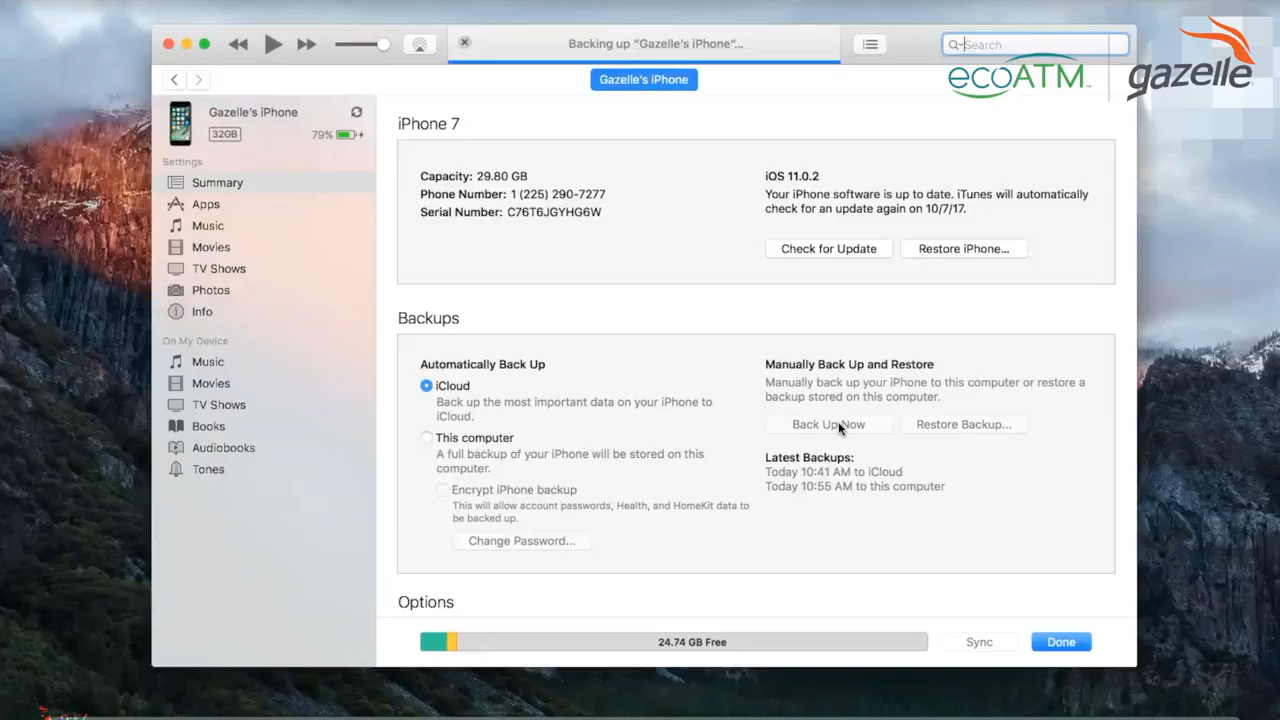 Backing up “Gazelle's iPhone”...
Search
ecoATM™
gazelle
Gazelle's iPhone
Gazelle's iPhone
32GB
79%
Settings
Summary
Apps
Music
Movies
TV Shows
Photos
Info
On My Device
Music
Movies
TV Shows
Books
Audiobooks
Tones
iPhone 7
Capacity: 29.80 GB
Phone Number: 1 (225) 290-7277
Serial Number: C76T6JGYHG6W
iOS 11.0.2
Your iPhone software is up to date. iTunes will automatically
check for an update again on 10/7/17.
Check for Update
Restore iPhone...
Backups
Automatically Back Up
iCloud
Back up the most important data on your iPhone to
iCloud.
This computer
A full backup of your iPhone will be stored on this
computer.
Encrypt iPhone backup
This will allow account passwords, Health, and HomeKit data to
be backed up.
Change Password...
Manually Back Up and Restore
Manually back up your iPhone to this computer or restore a
backup stored on this computer.
Back Up Now
Restore Backup...
Latest Backups:
Today 10:41 AM to iCloud
Today 10:55 AM to this computer
Options
24.74 GB Free
Sync
Done